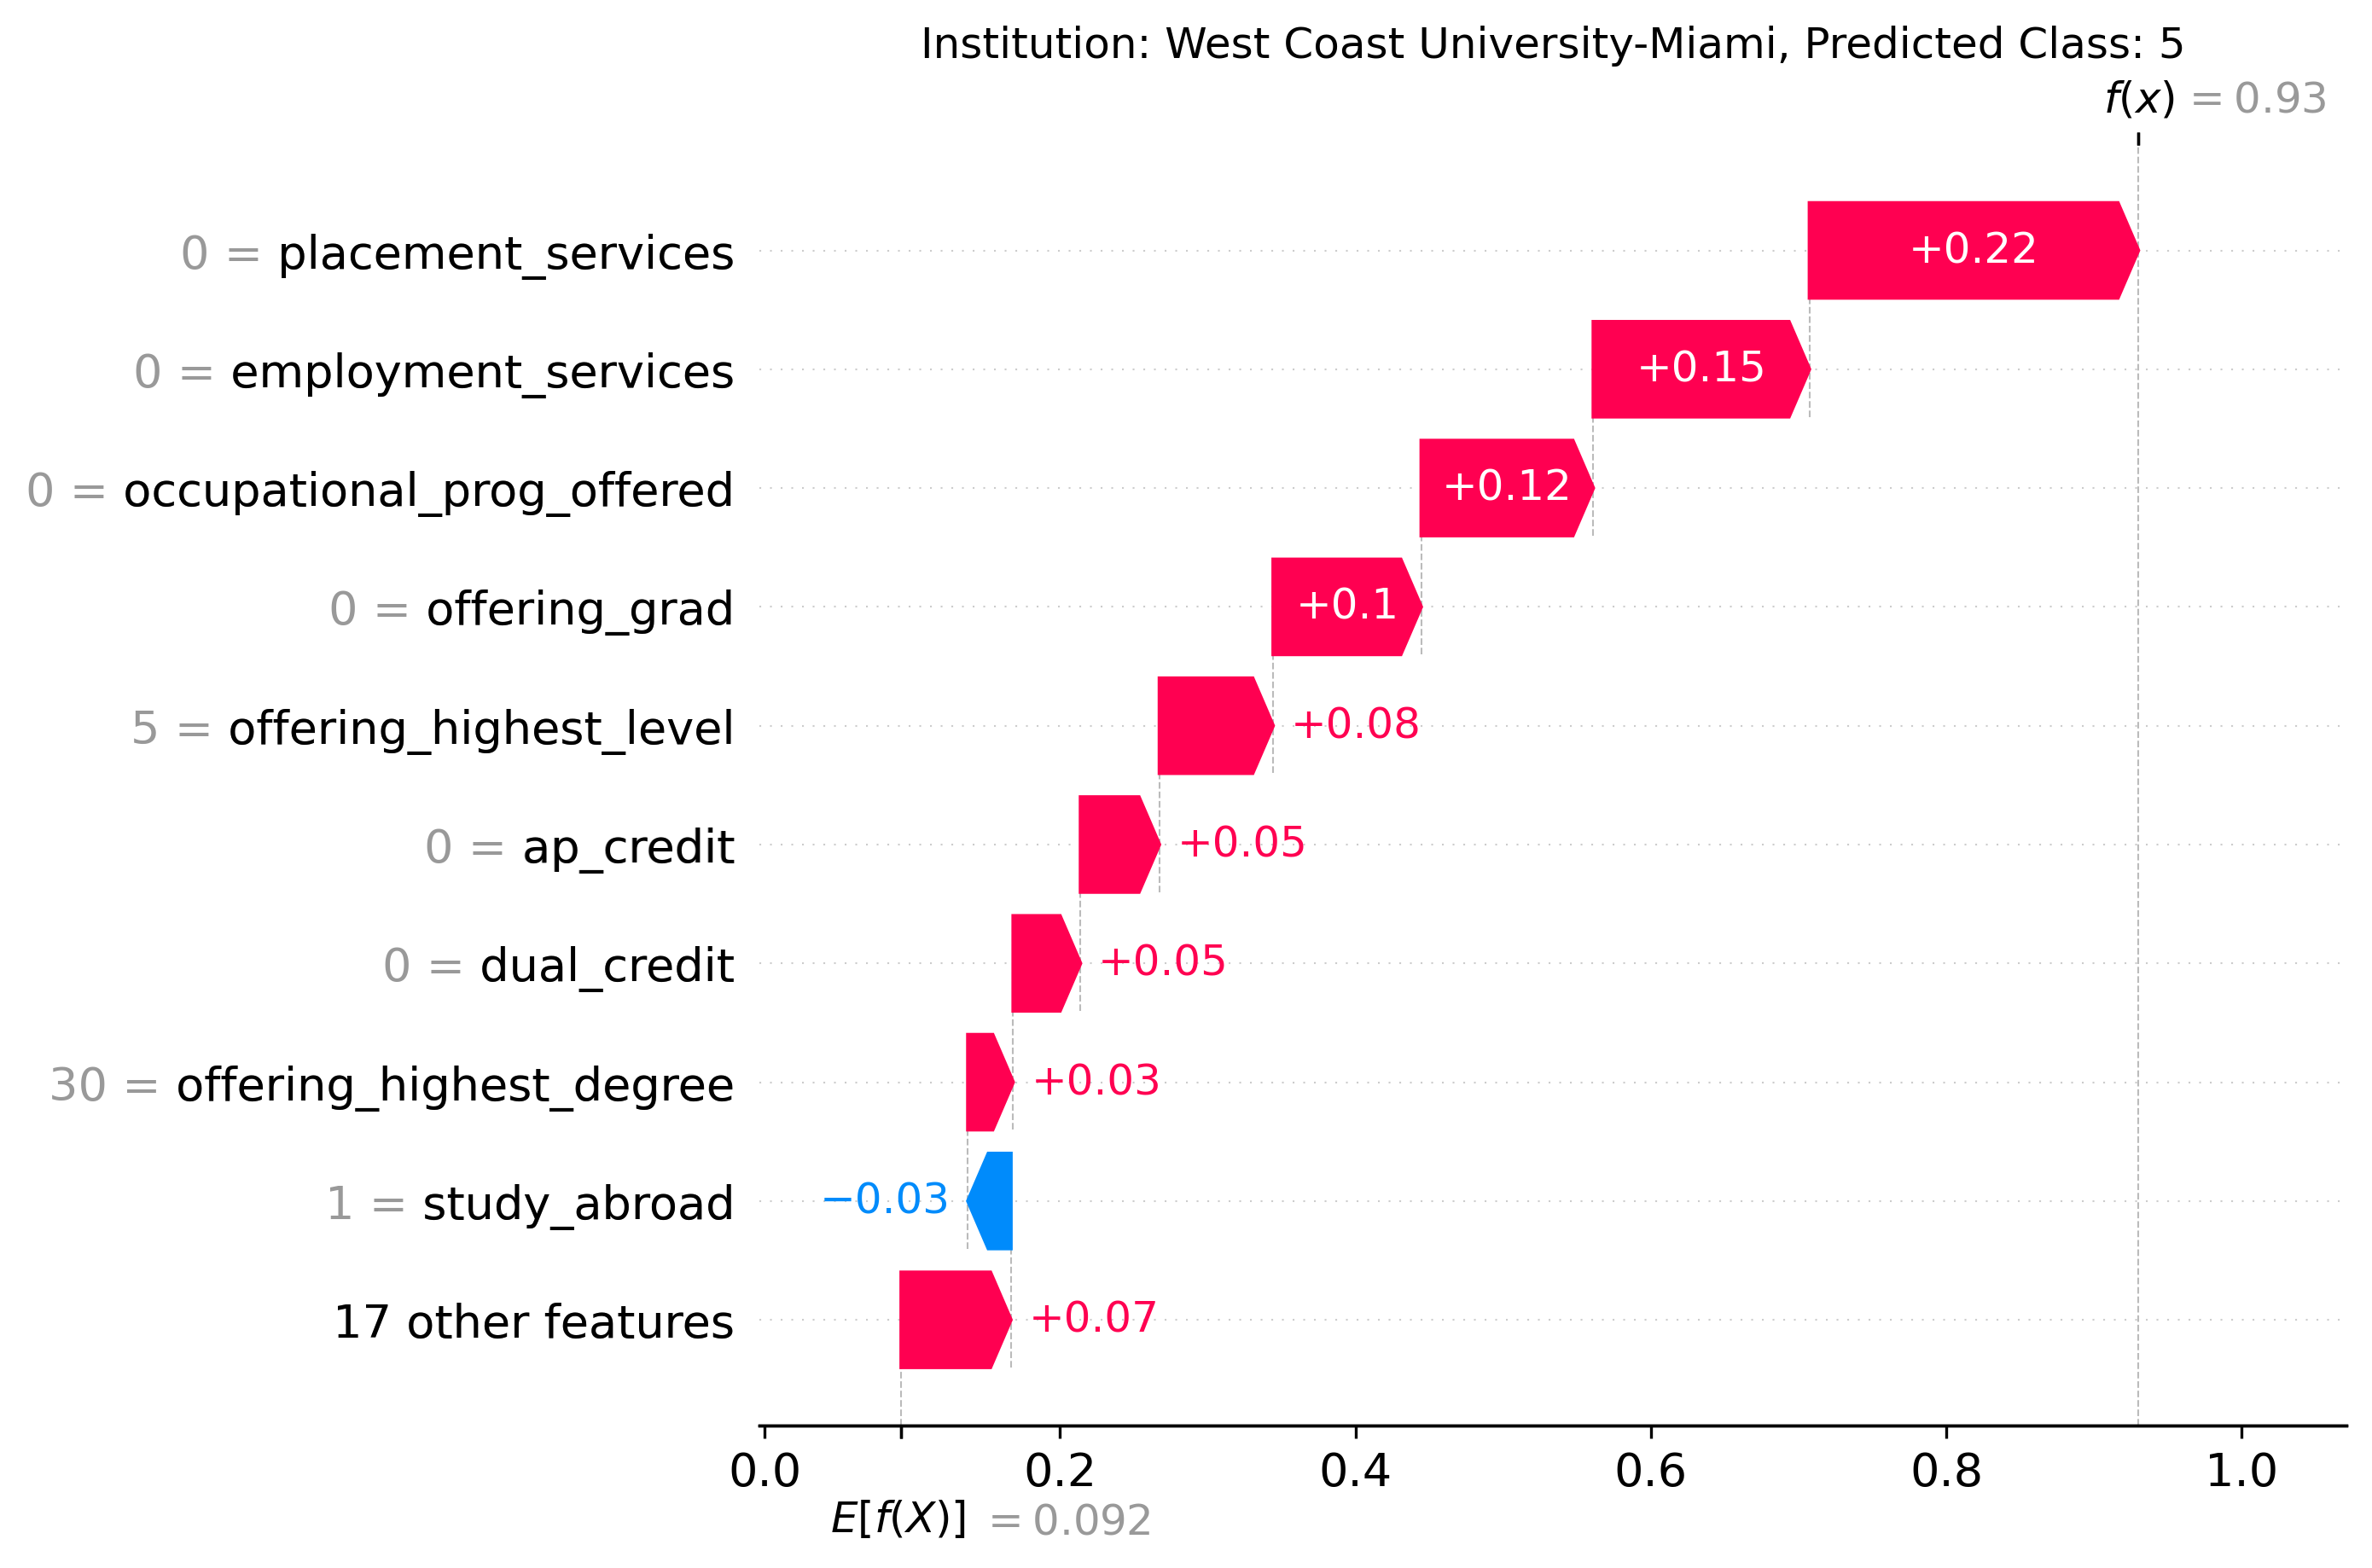 Institution: West Coast University-Miami, Predicted Class: 5
f(x) = 0.93
0 = placement_services +0.22
0 = employment_services +0.15
0 = occupational_prog_offered +0.12
0 = offering_grad +0.1
5 = offering_highest_level +0.08
0 = ap_credit +0.05
0 = dual_credit +0.05
30 = offering_highest_degree +0.03
1 = study_abroad −0.03
17 other features +0.07
0.0 0.2 0.4 0.6 0.8 1.0
E[f(X)] = 0.092